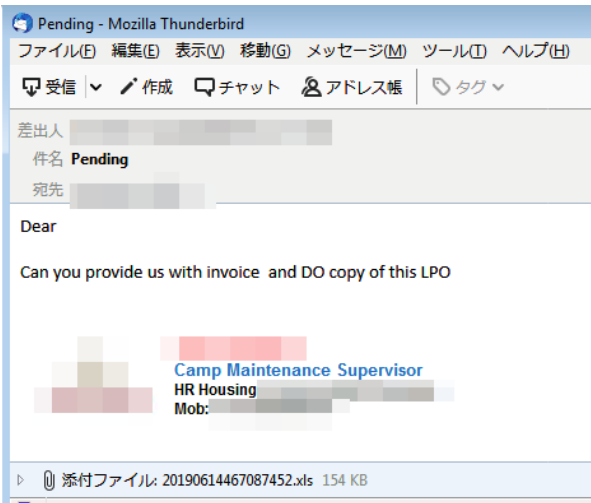 Pending - Mozilla Thunderbird
ファイル(F) 編集(E) 表示(V) 移動(G) メッセージ(M) ツール(T) ヘルプ(H)
受信 作成 チャット アドレス帳 タグ
差出人
件名 Pending
宛先
Dear
Can you provide us with invoice and DO copy of this LPO
Camp Maintenance Supervisor
HR Housing
Mob:
添付ファイル: 20190614467087452.xls 154 KB